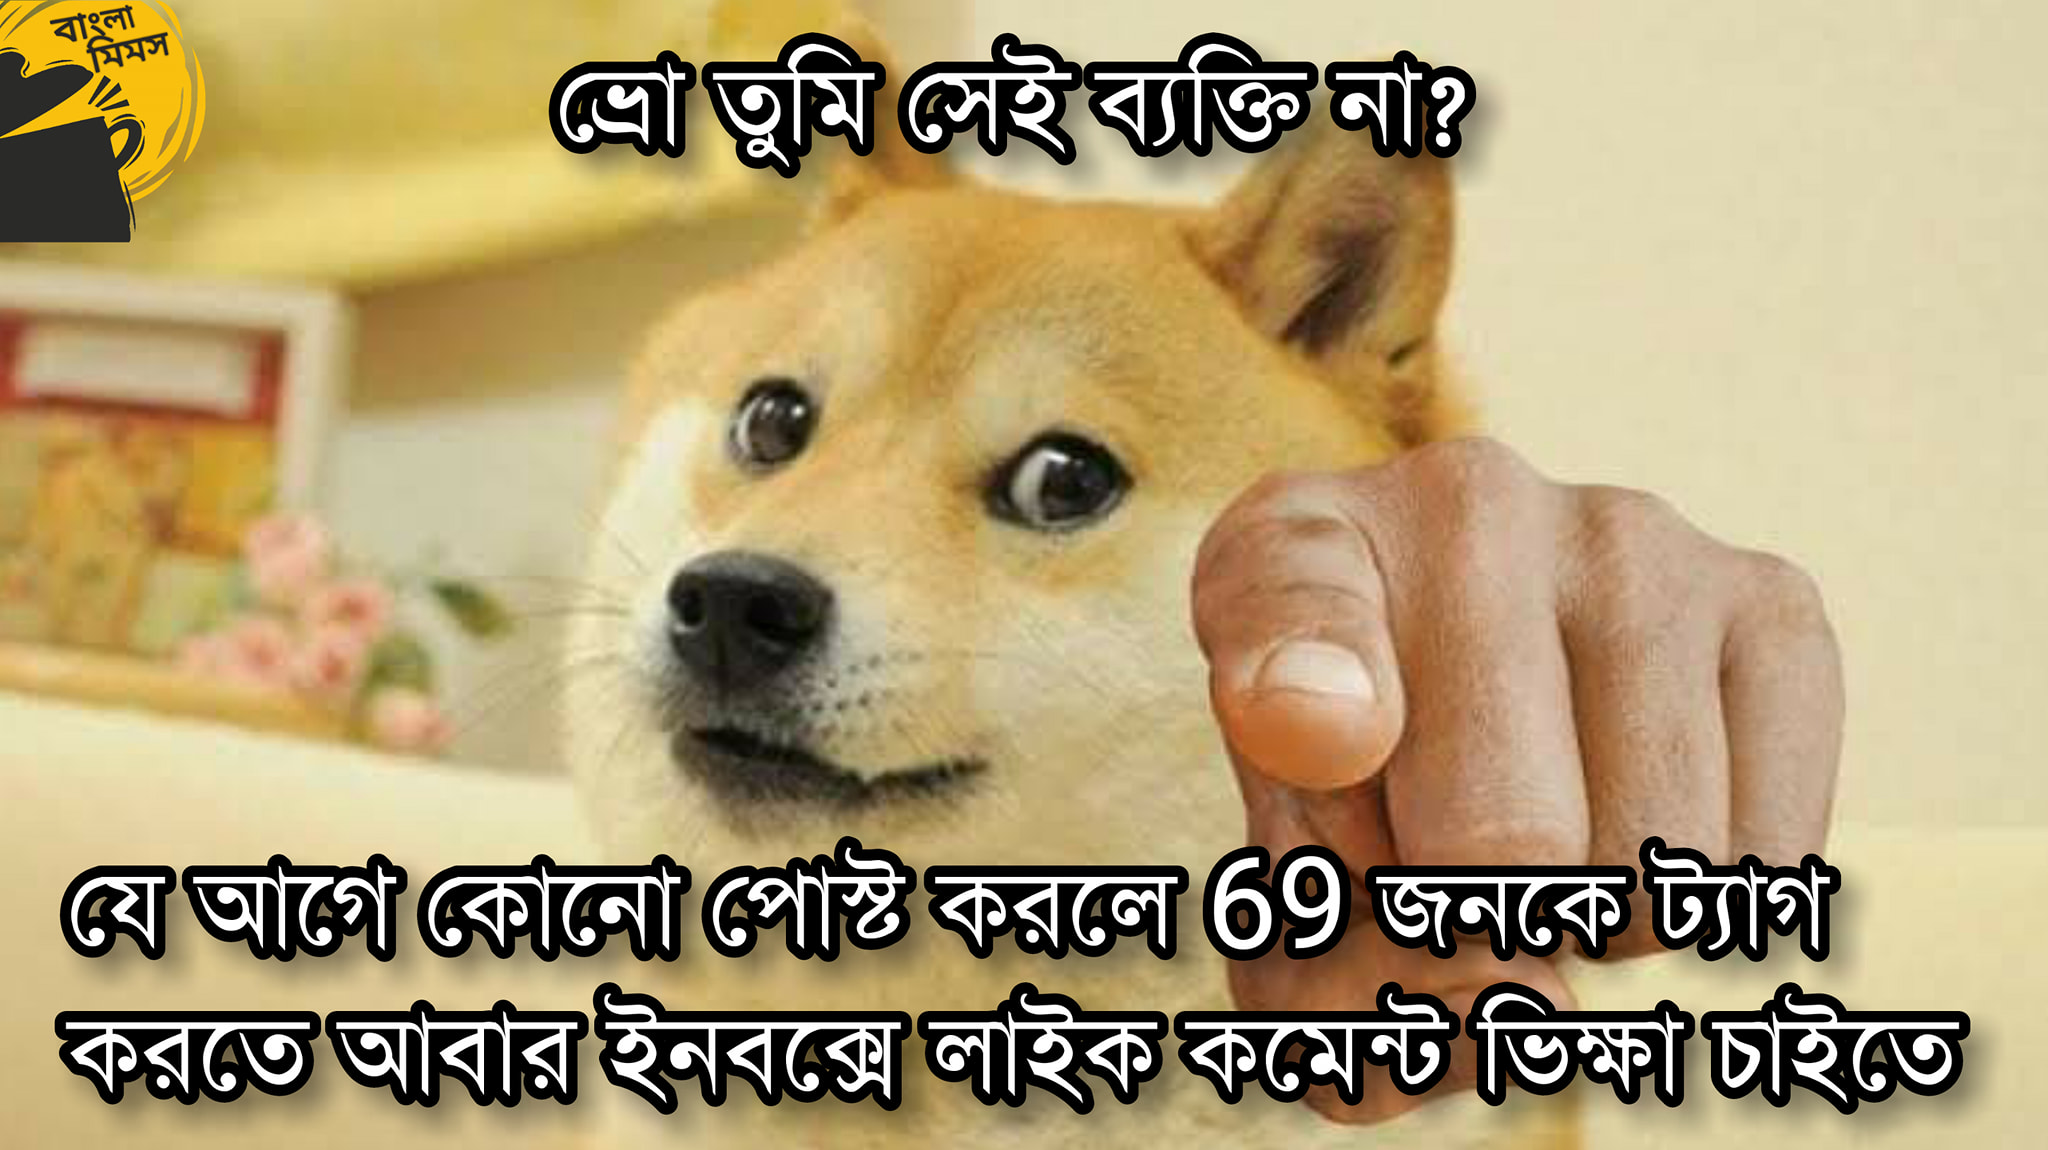 বাংলা
মিমস
ভ্রো তুমি সেই ব্যক্তি না?
যে আগে কোনো পোস্ট করলে 69 জনকে ট্যাগ
করতে আবার ইনবক্সে লাইক কমেন্ট ভিক্ষা চাইতে